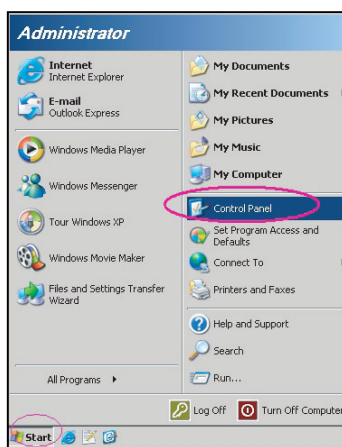 Administrator
Internet
Internet Explorer
E-mail
Outlook Express
Windows Media Player
Windows Messenger
Tour Windows XP
Windows Movie Maker
Files and Settings Transfer
Wizard
All Programs
My Documents
My Recent Documents
My Pictures
My Music
My Computer
Control Panel
Set Program Access and
Defaults
Connect To
Printers and Faxes
Help and Support
Search
Run...
Log Off
Turn Off Computer
Start